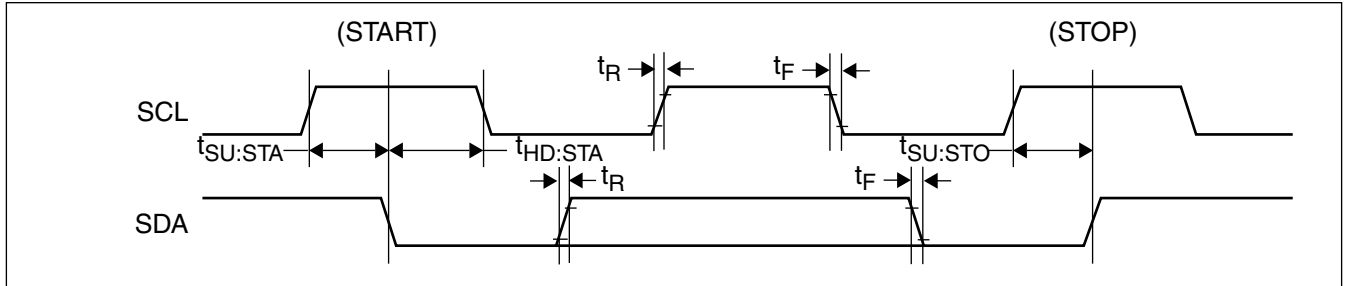 (START) (STOP)
tR tF
SCL
tSU:STA tHD:STA tSU:STO
tR tF
SDA